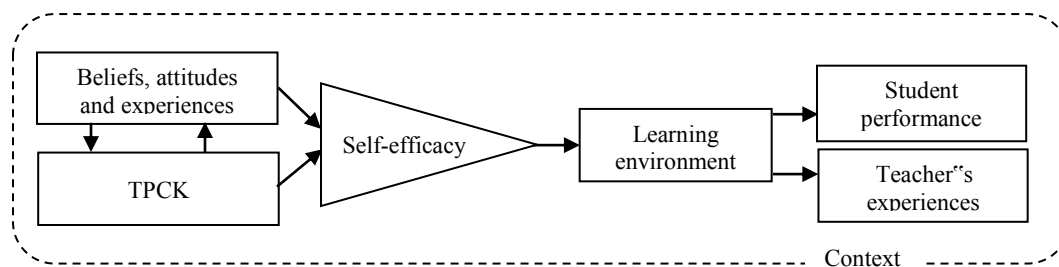 Beliefs, attitudes
and experiences
TPCK
Self-efficacy
Learning
environment
Student
performance
Teacher‟s
experiences
Context